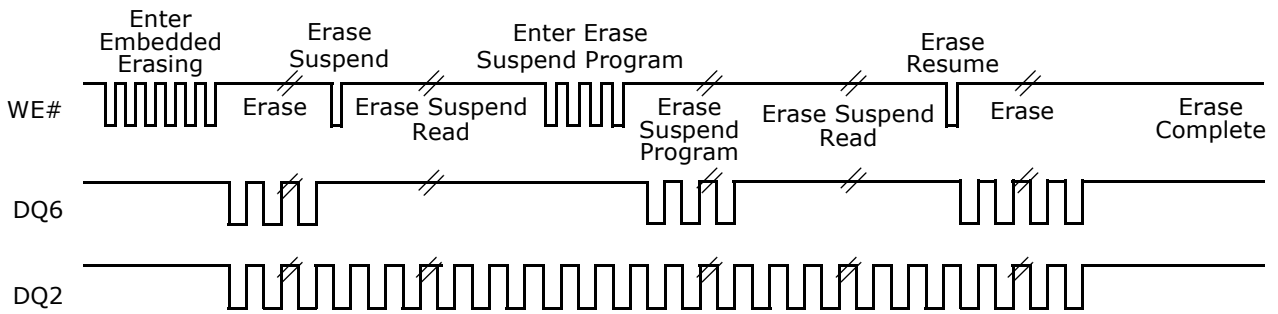 Enter
Embedded
Erasing
Erase
Suspend
Enter Erase
Suspend Program
Erase
Resume
WE#
Erase
Erase Suspend
Read
Erase
Suspend
Program
Erase Suspend
Read
Erase
Erase
Complete
DQ6
DQ2